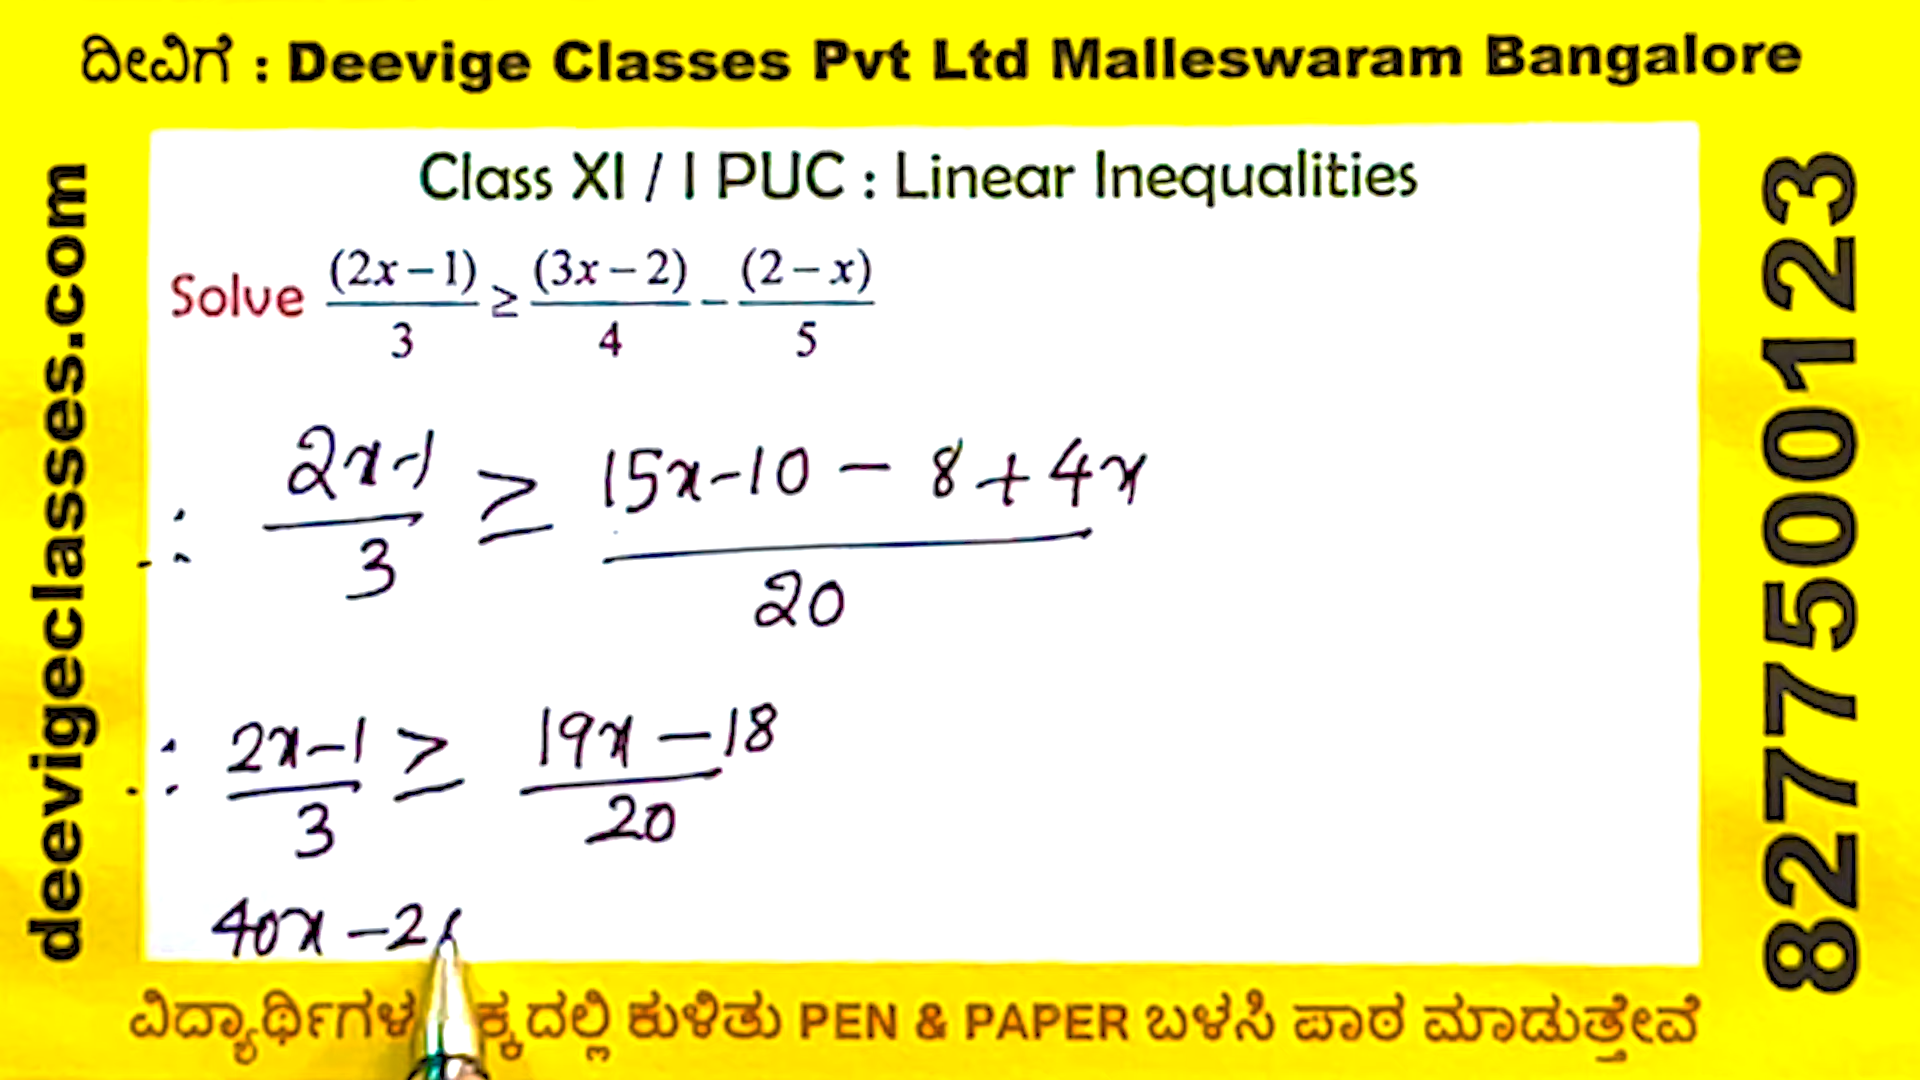 ದೀವಿಗೆ : Deevige Classes Pvt Ltd Malleswaram Bangalore
deevigeclasses.com
Class XI / I PUC : Linear Inequalities
Solve (2x−1)/3 ≥ (3x−2)/4 − (2−x)/5
∴ 2x-1/3 ≥ 15x-10 − 8+4x/20
∴ 2x−1/3 ≥ 19x−18/20
40x −2
8277500123
ವಿದ್ಯಾರ್ಥಿಗಳ ಕುಳಿತು PEN & PAPER ಬಳಸಿ ಪಾಠ ಮಾಡುತ್ತೇವೆ